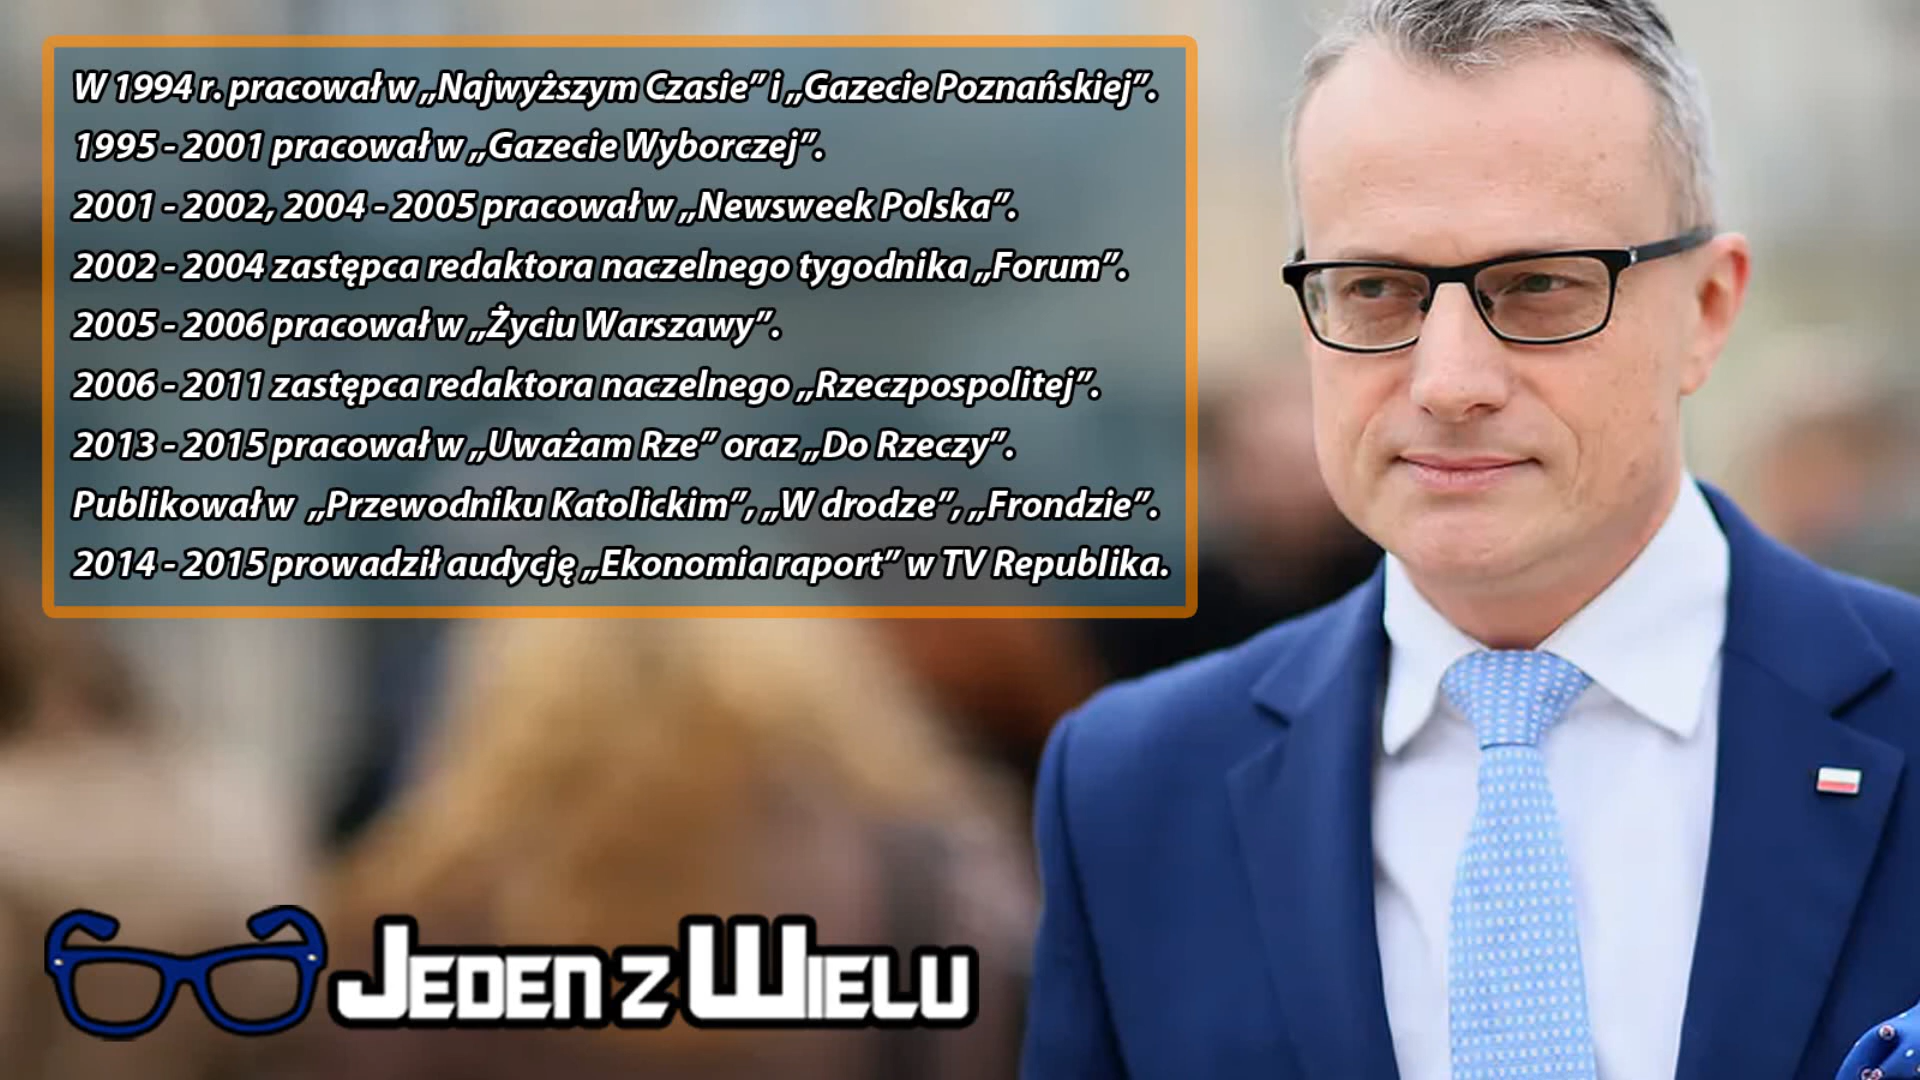 W 1994 r. pracował w „Najwyższym Czasie” i „Gazecie Poznańskiej”.
1995 - 2001 pracował w „Gazecie Wyborczej”.
2001 - 2002, 2004 - 2005 pracował w „Newsweek Polska”.
2002 - 2004 zastępca redaktora naczelnego tygodnika „Forum”.
2005 - 2006 pracował w „Życiu Warszawy”.
2006 - 2011 zastępca redaktora naczelnego „Rzeczpospolitej”.
2013 - 2015 pracował w „Uważam Rze” oraz „Do Rzeczy”.
Publikował w „Przewodniku Katolickim”, „W drodze”, „Frondzie”.
2014 - 2015 prowadził audycję „Ekonomia raport” w TV Republika.
JEDEN Z WIELU